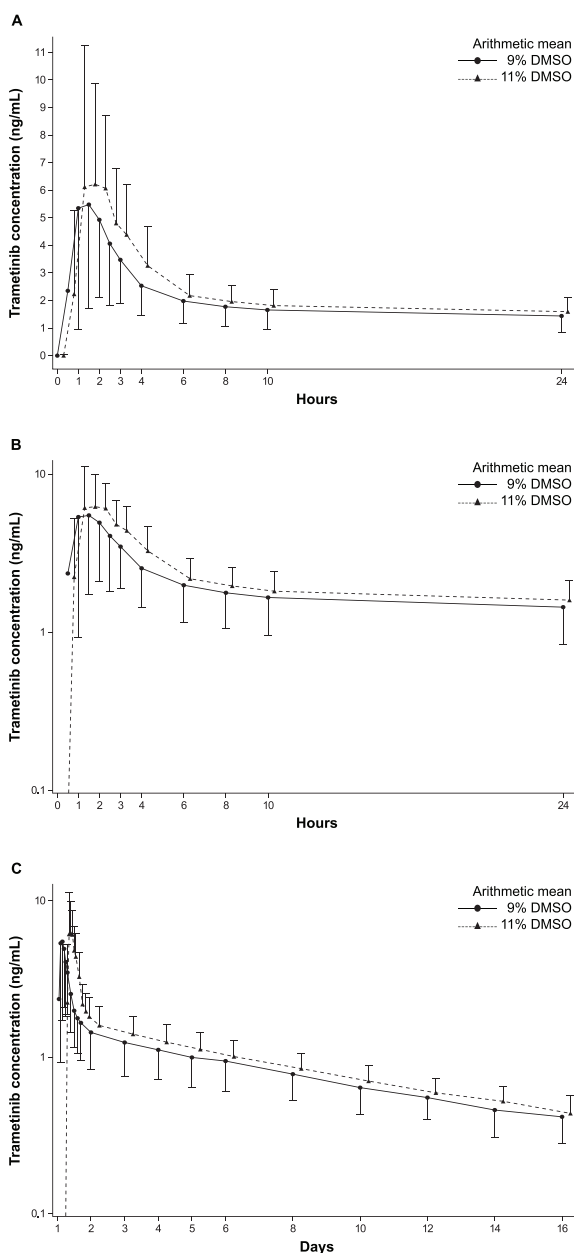 A
Arithmetic mean
9% DMSO
11% DMSO
Trametinib concentration (ng/mL)
11
10
9
8
7
6
5
4
3
2
1
0
0 1 2 3 4 6 8 10 24
Hours
B
Arithmetic mean
9% DMSO
11% DMSO
Trametinib concentration (ng/mL)
10
1
0.1
0 1 2 3 4 6 8 10 24
Hours
C
Arithmetic mean
9% DMSO
11% DMSO
Trametinib concentration (ng/mL)
10
1
0.1
1 2 3 4 5 6 8 10 12 14 16
Days